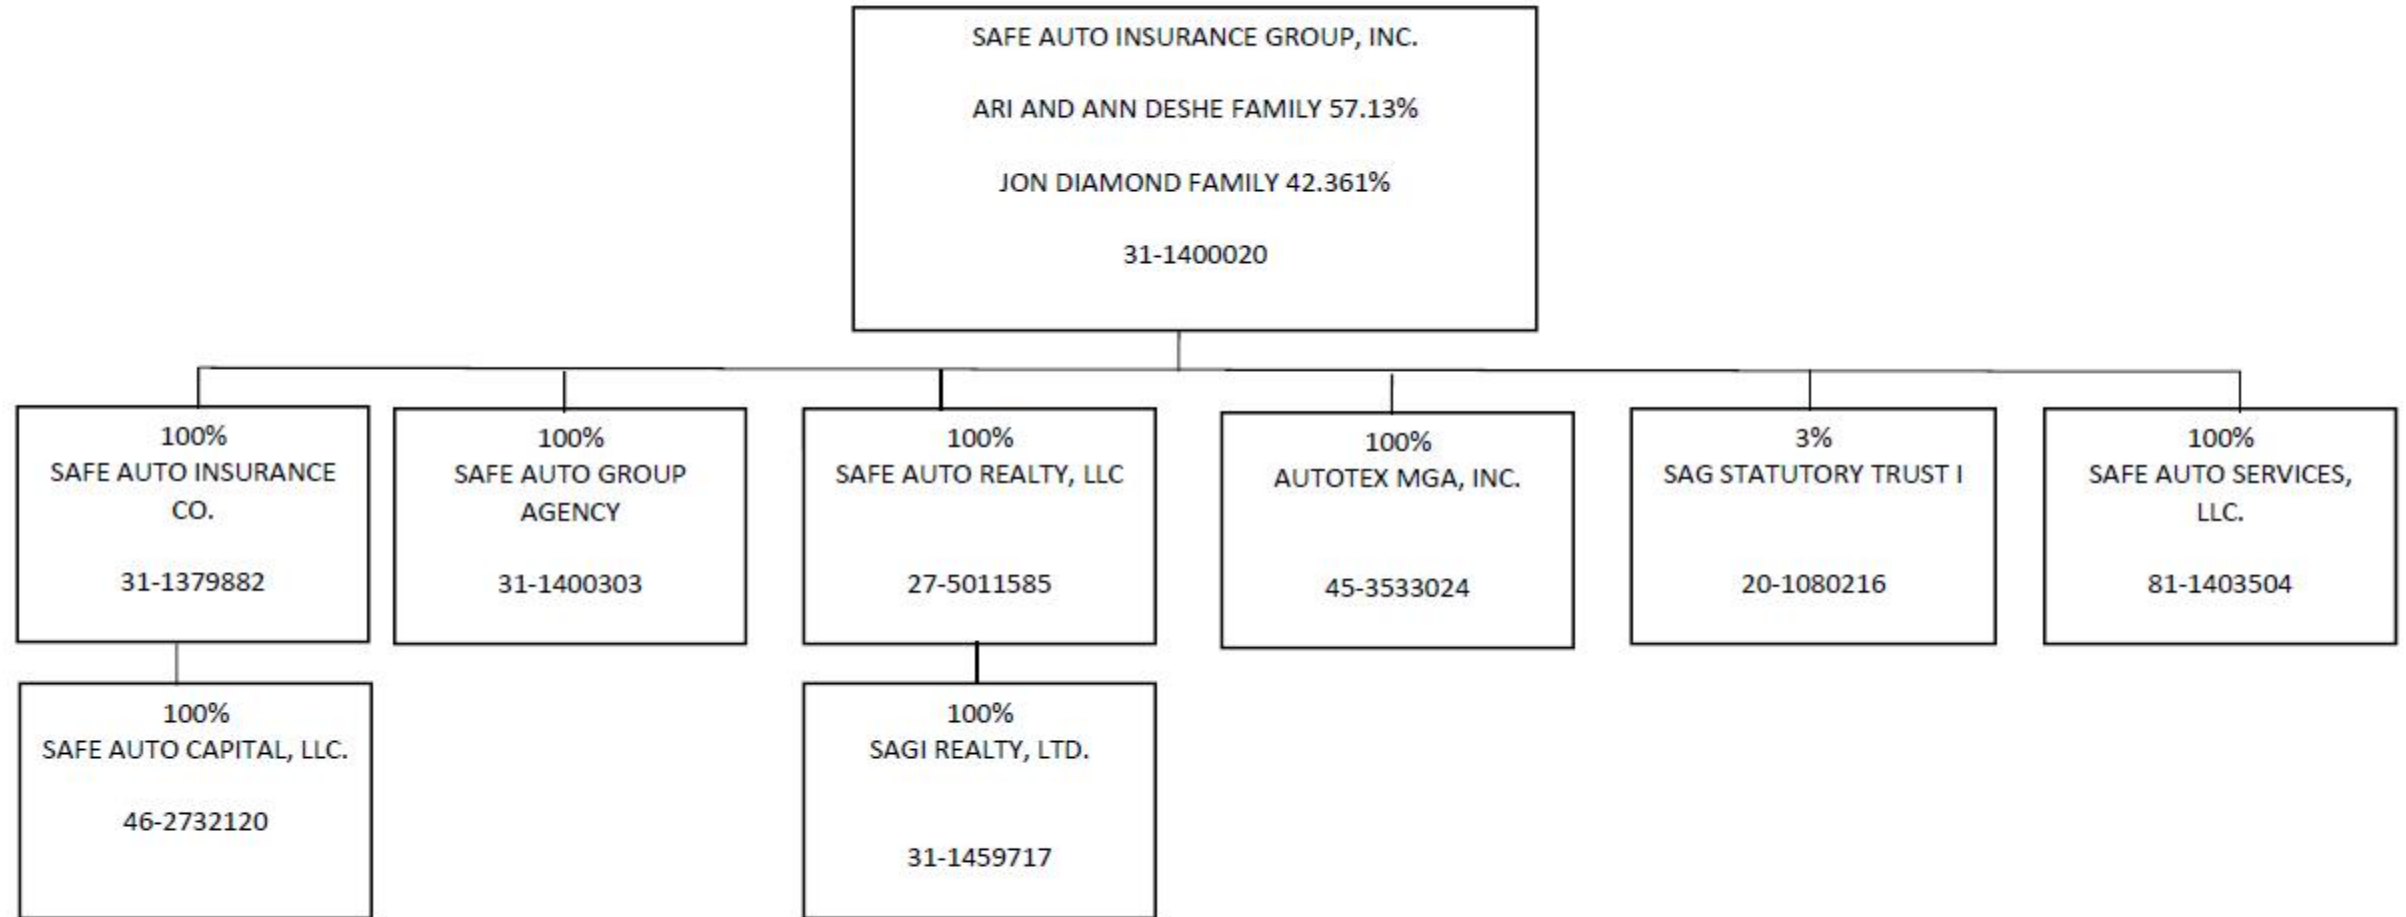 SAFE AUTO INSURANCE GROUP, INC.
ARI AND ANN DESHE FAMILY 57.13%
JON DIAMOND FAMILY 42.361%
31-1400020
100%
SAFE AUTO INSURANCE
CO.
31-1379882
100%
SAFE AUTO GROUP
AGENCY
31-1400303
100%
SAFE AUTO REALTY, LLC
27-5011585
100%
AUTOTEX MGA, INC.
45-3533024
3%
SAG STATUTORY TRUST I
20-1080216
100%
SAFE AUTO SERVICES,
LLC.
81-1403504
100%
SAFE AUTO CAPITAL, LLC.
46-2732120
100%
SAGI REALTY, LTD.
31-1459717